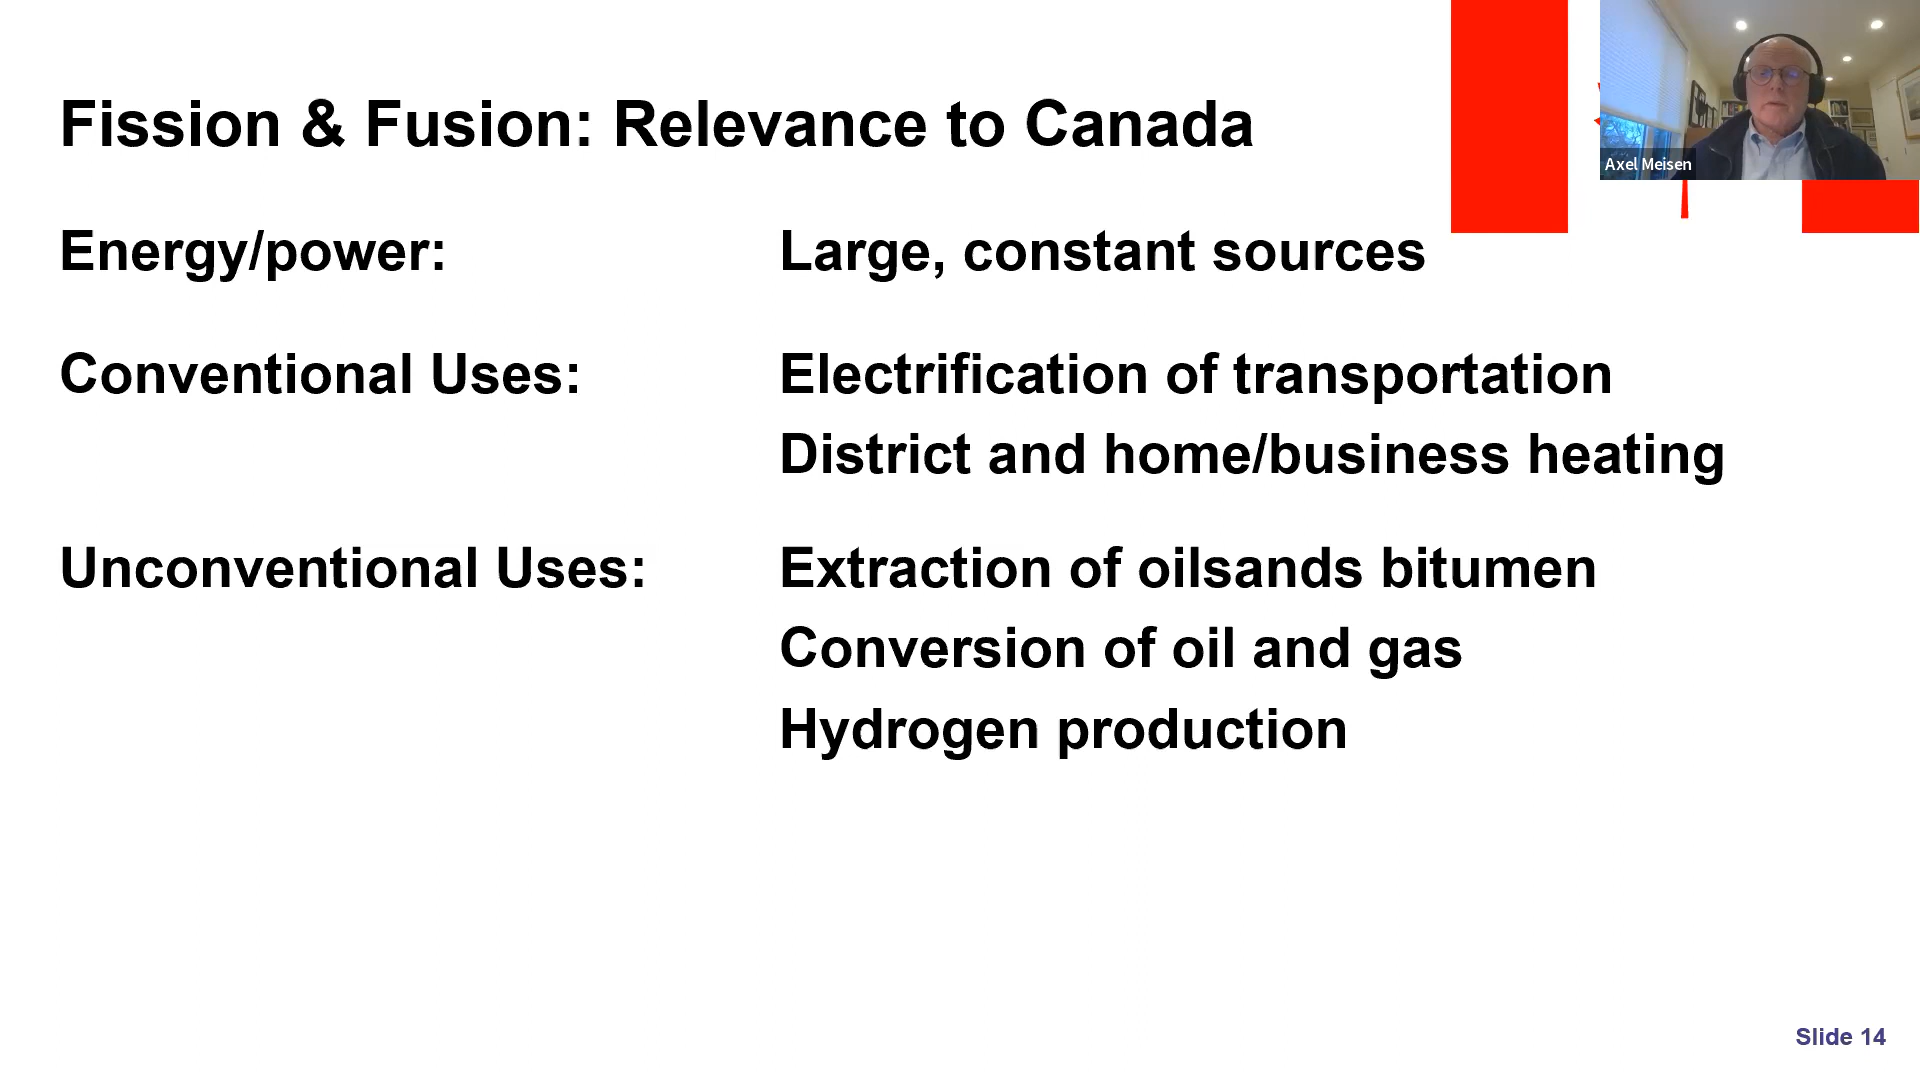 Fission & Fusion: Relevance to Canada
Axel Meisen
Energy/power: Large, constant sources
Conventional Uses: Electrification of transportation
District and home/business heating
Unconventional Uses: Extraction of oilsands bitumen
Conversion of oil and gas
Hydrogen production
Slide 14